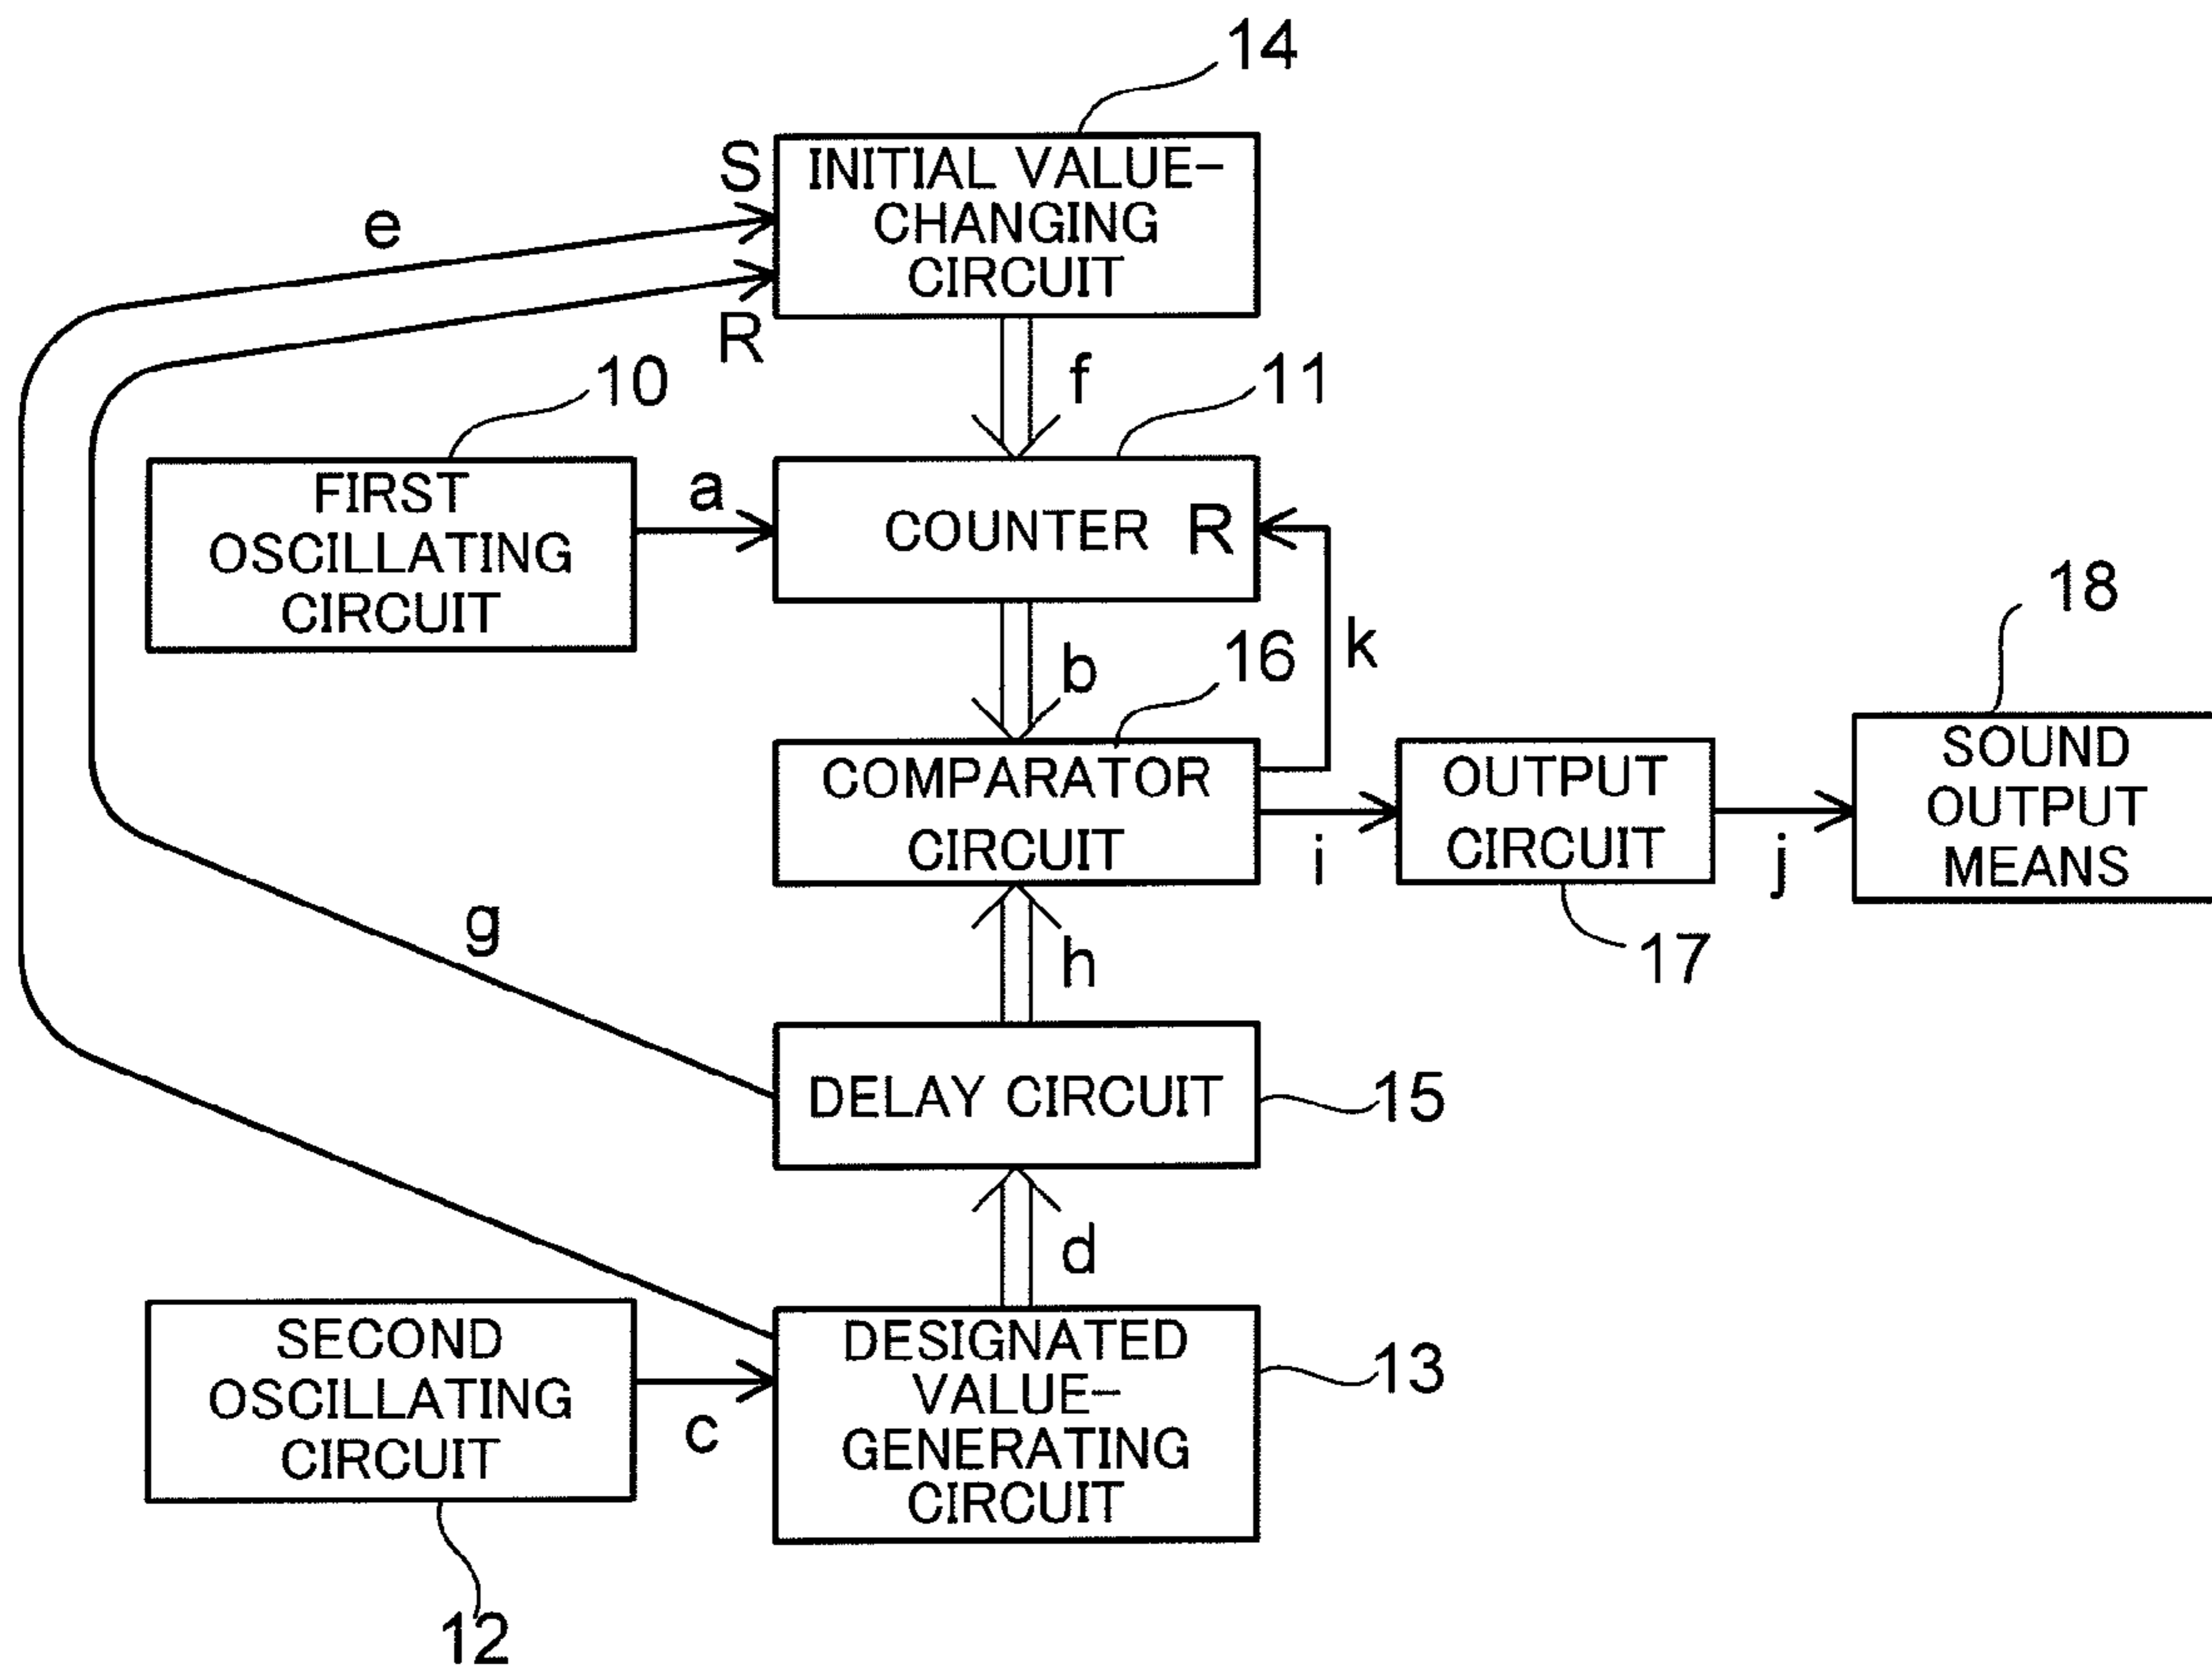 14
S
INITIAL VALUE-
CHANGING
CIRCUIT
e
R
f
10
11
FIRST
OSCILLATING
CIRCUIT
a
COUNTER R
k
b
16
18
COMPARATOR
CIRCUIT
i
OUTPUT
CIRCUIT
j
SOUND
OUTPUT
MEANS
17
g
h
DELAY CIRCUIT
15
d
SECOND
OSCILLATING
CIRCUIT
c
DESIGNATED
VALUE-
GENERATING
CIRCUIT
13
12